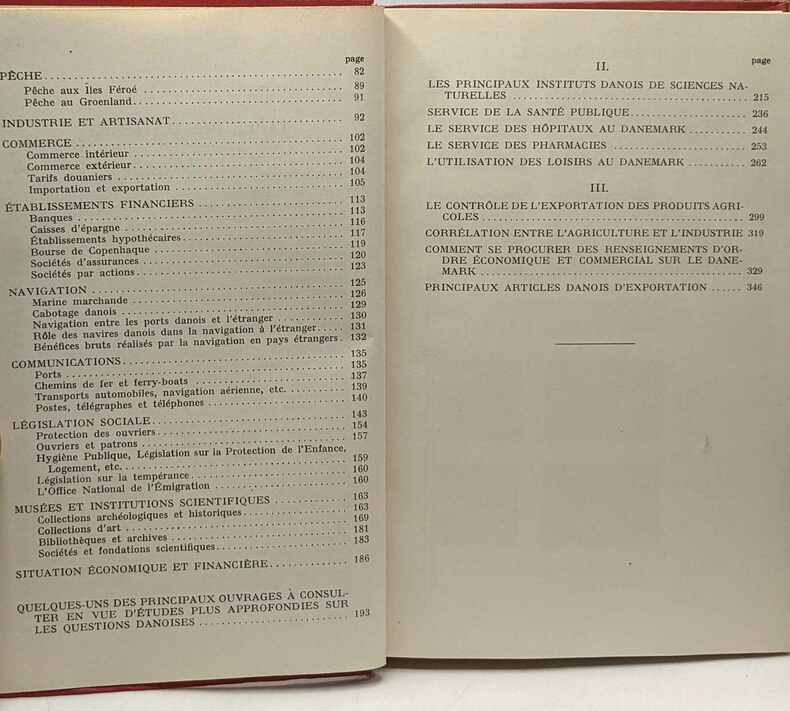 page
PÊCHE 82
Pêche aux Îles Féroé 89
Pêche au Groenland 91
INDUSTRIE ET ARTISANAT 92
COMMERCE 102
Commerce intérieur 102
Commerce extérieur 104
Tarifs douaniers 104
Importation et exportation 105
ÉTABLISSEMENTS FINANCIERS 113
Banques 113
Caisses d'épargne 116
Établissements hypothécaires 117
Bourse de Copenhaque 119
Sociétés d'assurances 120
Sociétés par actions 123
NAVIGATION 125
Marine marchande 126
Cabotage danois 129
Navigation entre les ports danois et l'étranger 130
Rôle des navires danois dans la navigation à l'étranger 131
Bénéfices bruts réalisés par la navigation en pays étrangers. 132
COMMUNICATIONS 135
Ports 135
Chemins de fer et ferry-boats 137
Transports automobiles, navigation aérienne, etc. 139
Postes, télégraphes et téléphones 140
LÉGISLATION SOCIALE 143
Protection des ouvriers 154
Ouvriers et patrons 157
Hygiène Publique, Législation sur la Protection de l'Enfance,
Logement, etc. 159
Législation sur la tempérance 160
L'Office National de l'Émigration 160
MUSÉES ET INSTITUTIONS SCIENTIFIQUES 163
Collections archéologiques et historiques 163
Collections d'art 169
Bibliothèques et archives 181
Sociétés et fondations scientifiques 183
SITUATION ÉCONOMIQUE ET FINANCIÈRE 186
QUELQUES-UNS DES PRINCIPAUX OUVRAGES À CONSUL-
TER EN VUE D'ÉTUDES PLUS APPROFONDIES SUR
LES QUESTIONS DANOISES 193
II.
page
LES PRINCIPAUX INSTITUTS DANOIS DE SCIENCES NA-
TURELLES 215
SERVICE DE LA SANTÉ PUBLIQUE 236
LE SERVICE DES HÔPITAUX AU DANEMARK 244
LE SERVICE DES PHARMACIES 253
L'UTILISATION DES LOISIRS AU DANEMARK 262
III.
LE CONTRÔLE DE L'EXPORTATION DES PRODUITS AGRI-
COLES 299
CORRÉLATION ENTRE L'AGRICULTURE ET L'INDUSTRIE 319
COMMENT SE PROCURER DES RENSEIGNEMENTS D'OR-
DRE ÉCONOMIQUE ET COMMERCIAL SUR LE DANE-
MARK 329
PRINCIPAUX ARTICLES DANOIS D'EXPORTATION 346